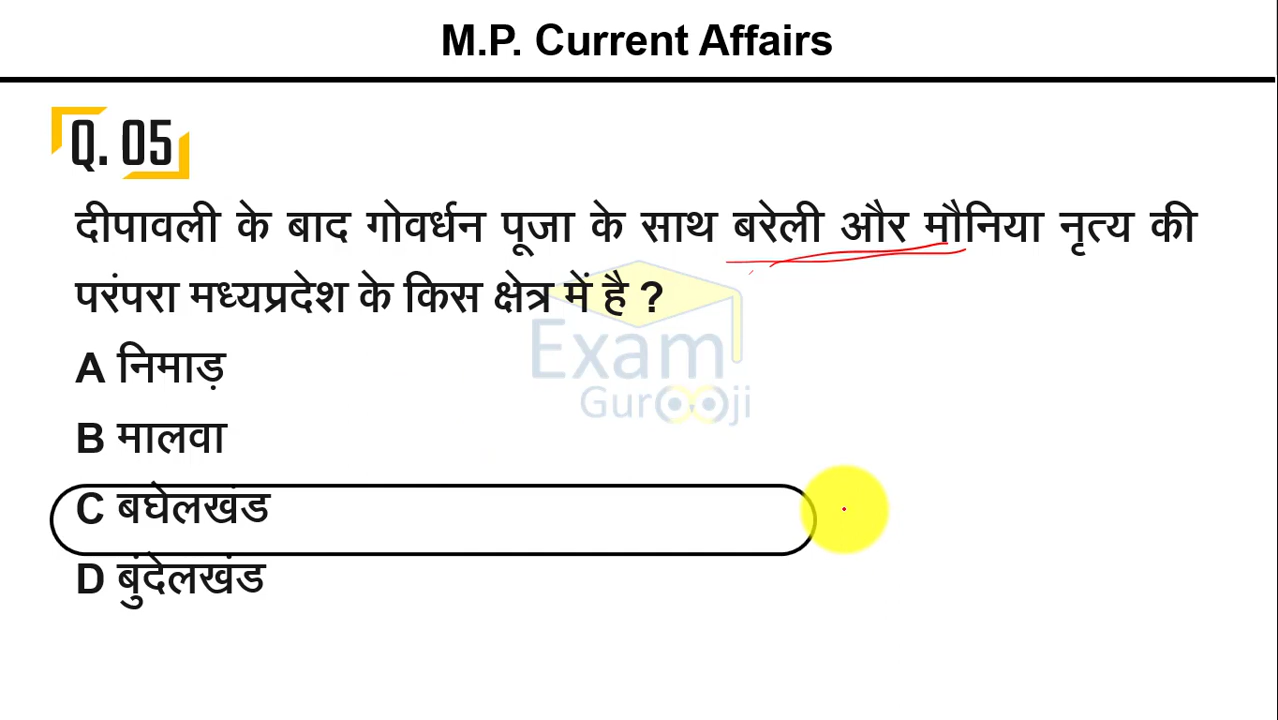 M.P. Current Affairs
Q. 05
दीपावली के बाद गोवर्धन पूजा के साथ बरेली और मौनिया नृत्य की
परंपरा मध्यप्रदेश के किस क्षेत्र में है ?
Exam
Gurooji
A निमाड़
B मालवा
C बघेलखंड
D बुंदेलखंड